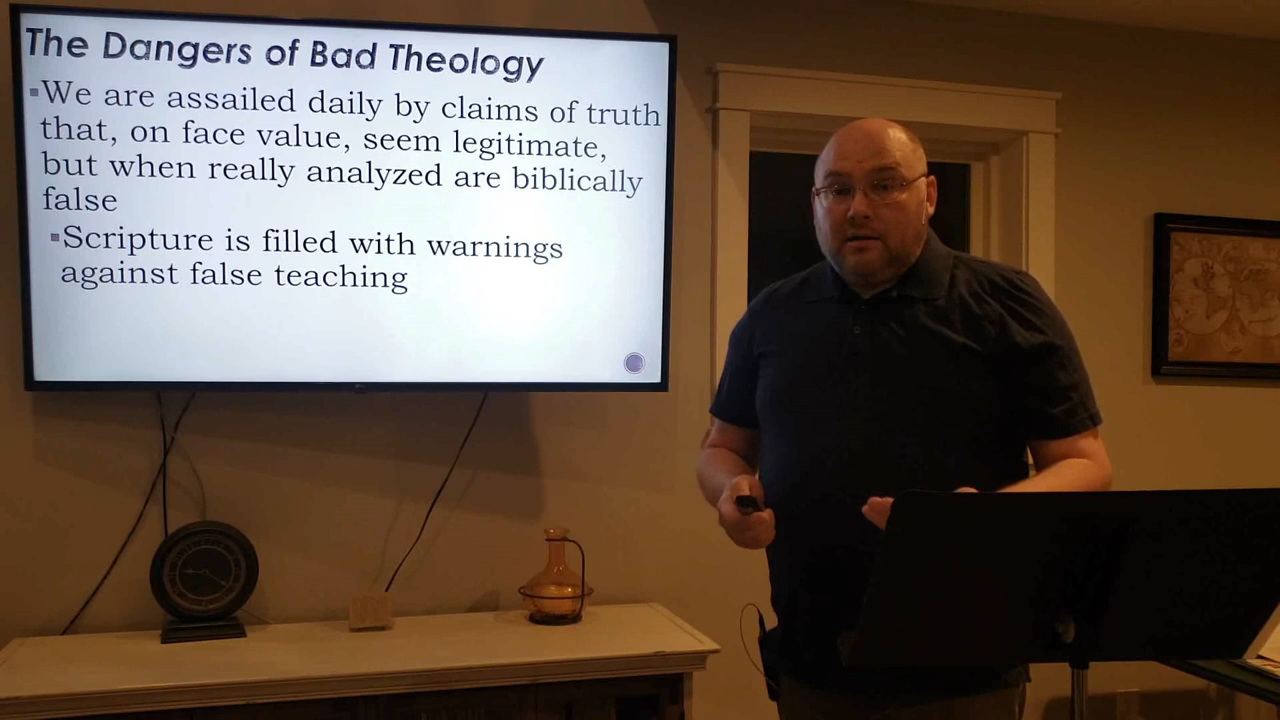 The Dangers of Bad Theology
▪We are assailed daily by claims of truth
that, on face value, seem legitimate,
but when really analyzed are biblically
false
▪Scripture is filled with warnings
against false teaching